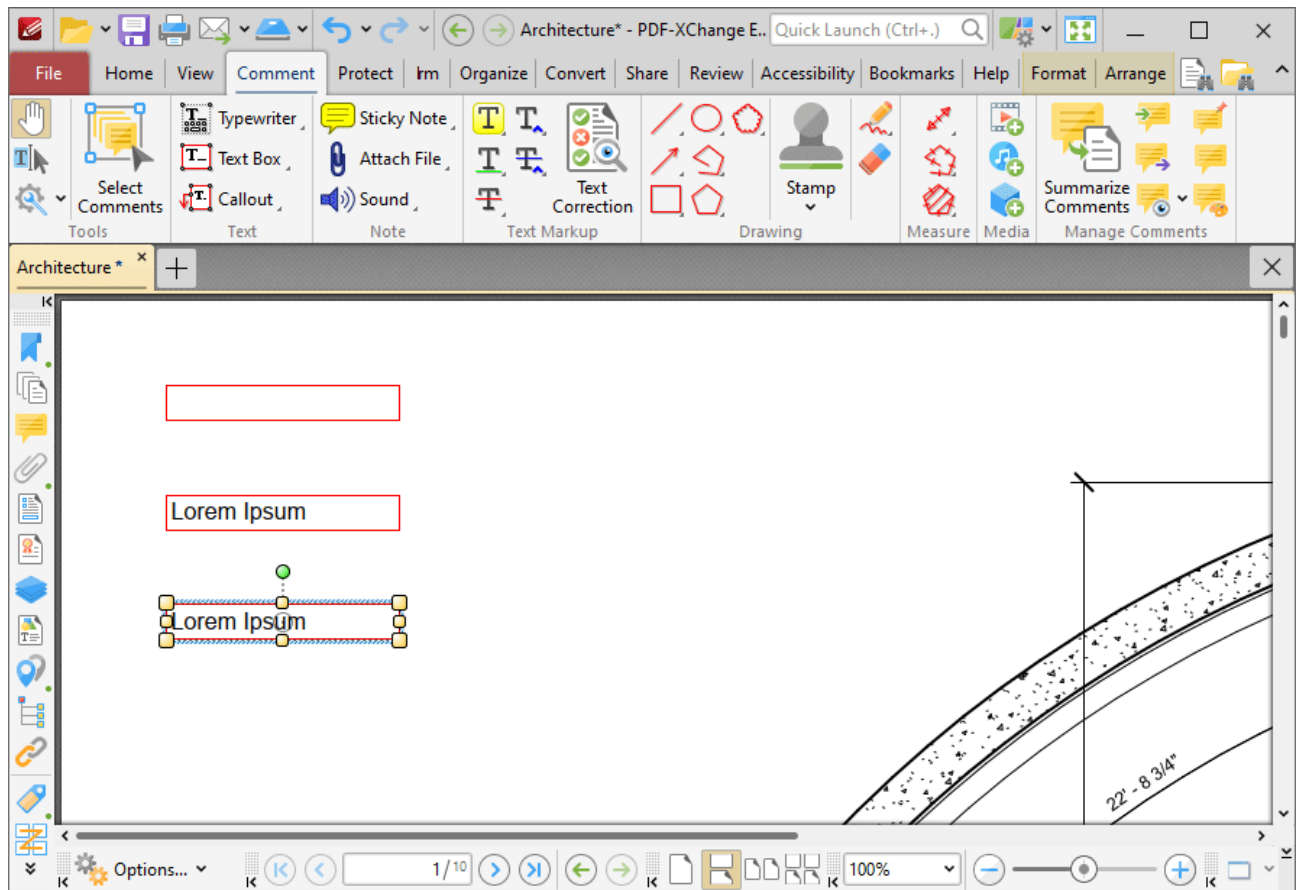 Architecture* - PDF-XChange E.. Quick Launch (Ctrl+.)
File Home View Comment Protect Irm Organize Convert Share Review Accessibility Bookmarks Help Format Arrange
Typewriter Sticky Note
Text Box Attach File
Select Comments Callout Sound Text Correction Stamp Summarize Comments
Tools Text Note Text Markup Drawing Measure Media Manage Comments
Architecture *
Lorem Ipsum
Lorem Ipsum
22' - 8 3/4"
Options... 1/10 100%